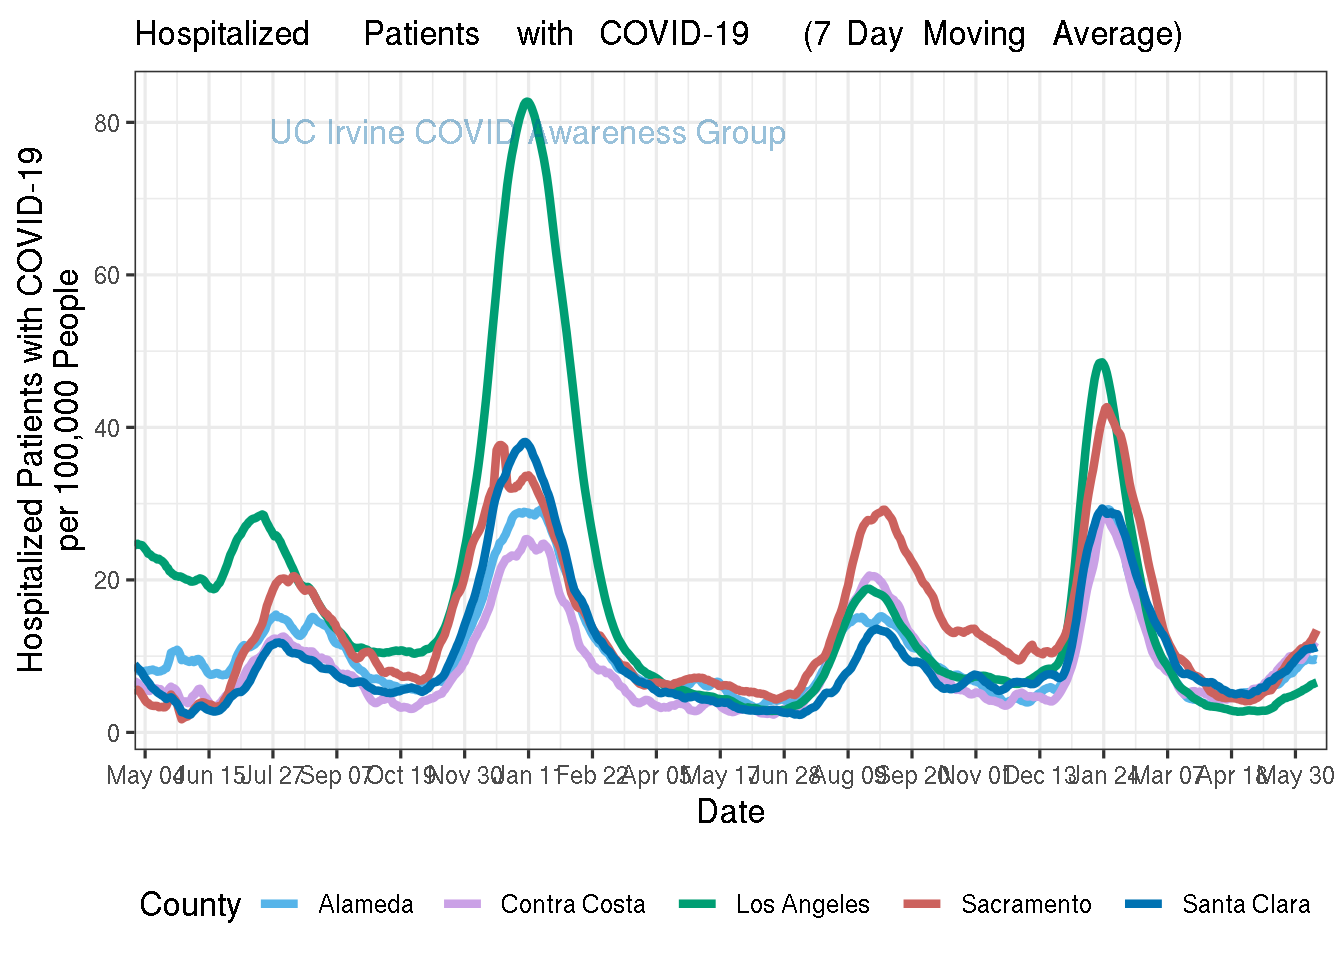 Hospitalized Patients with COVID-19 (7 Day Moving Average)
UC Irvine COVID Awareness Group
Hospitalized Patients with COVID-19
per 100,000 People
80
60
40
20
0
May 04 Jun 15 Jul 27 Sep 07 Oct 19 Nov 30 Jan 11 Feb 22 Apr 05 May 17 Jun 28 Aug 09 Sep 20 Nov 01 Dec 13 Jan 24 Mar 07 Apr 18 May 30
Date
County Alameda Contra Costa Los Angeles Sacramento Santa Clara